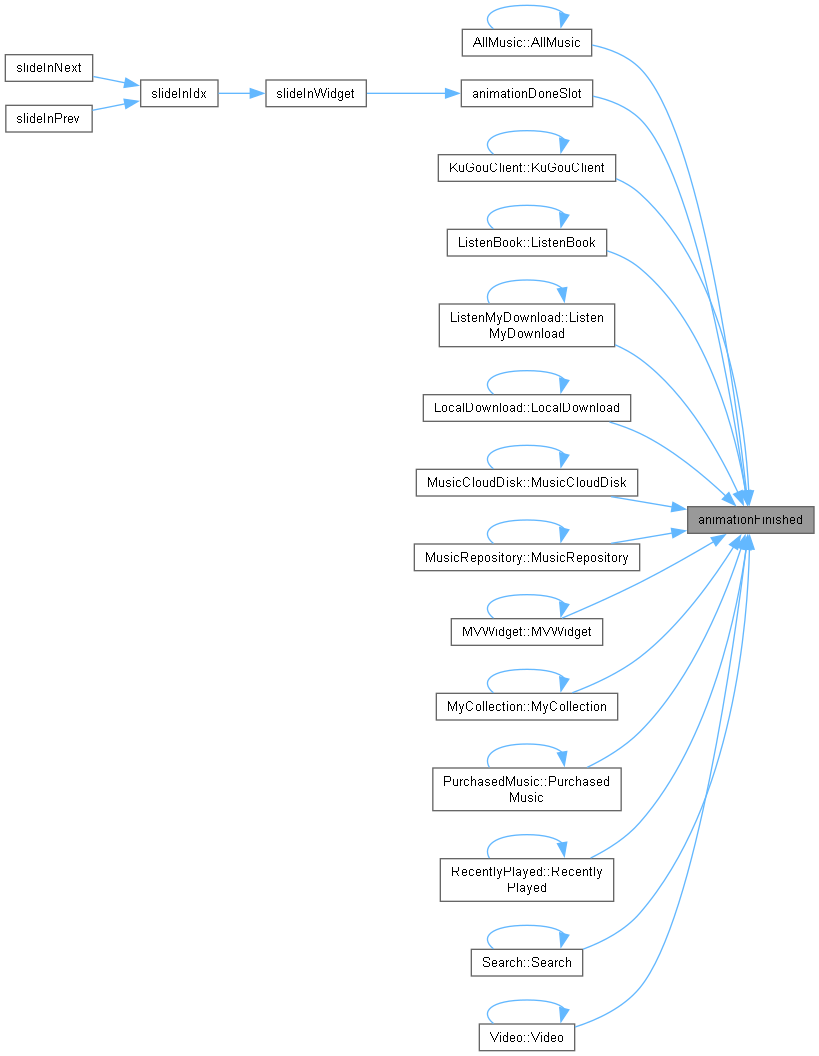 AllMusic::AllMusic
slideInNext
slideInIdx
slideInWidget
animationDoneSlot
slideInPrev
KuGouClient::KuGouClient
ListenBook::ListenBook
ListenMyDownload::Listen
MyDownload
LocalDownload::LocalDownload
MusicCloudDisk::MusicCloudDisk
animationFinished
MusicRepository::MusicRepository
MVWidget::MVWidget
MyCollection::MyCollection
PurchasedMusic::Purchased
Music
RecentlyPlayed::Recently
Played
Search::Search
Video::Video